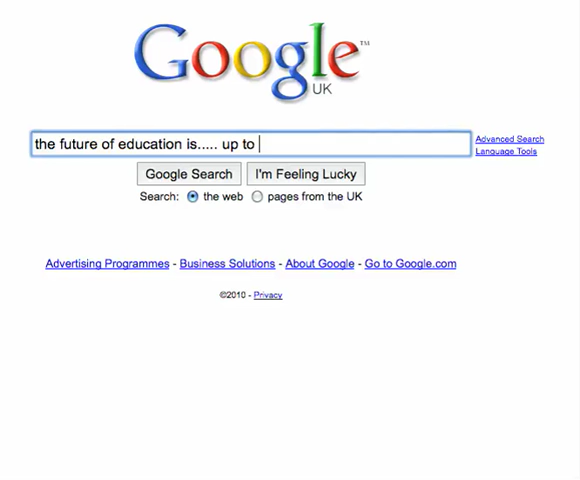 Google™
UK
the future of education is..... up to
Advanced Search
Language Tools
Google Search I'm Feeling Lucky
Search: the web pages from the UK
Advertising Programmes - Business Solutions - About Google - Go to Google.com
©2010 - Privacy